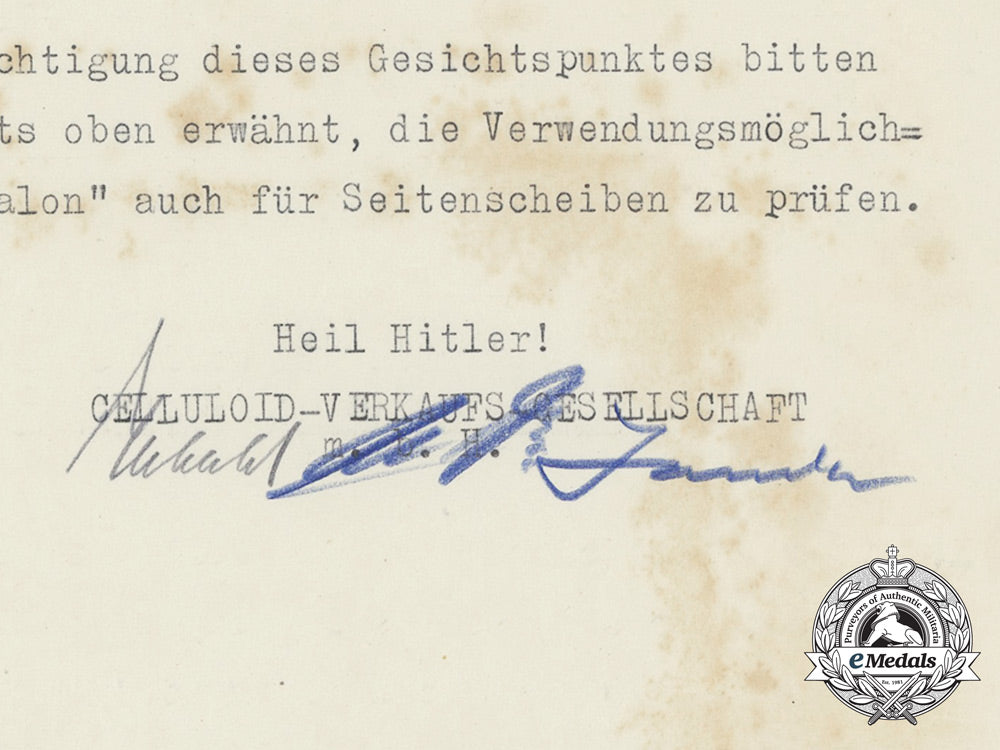 chtigung dieses Gesichtspunktes bitten
ts oben erwähnt, die Verwendungsmöglich=
alon" auch für Seitenscheiben zu prüfen.
Heil Hitler!
CELLULOID-VERKAUFS-GESELLSCHAFT
m. b. H.
Purveyors of Authentic Militaria
eMedals
Est. 1981